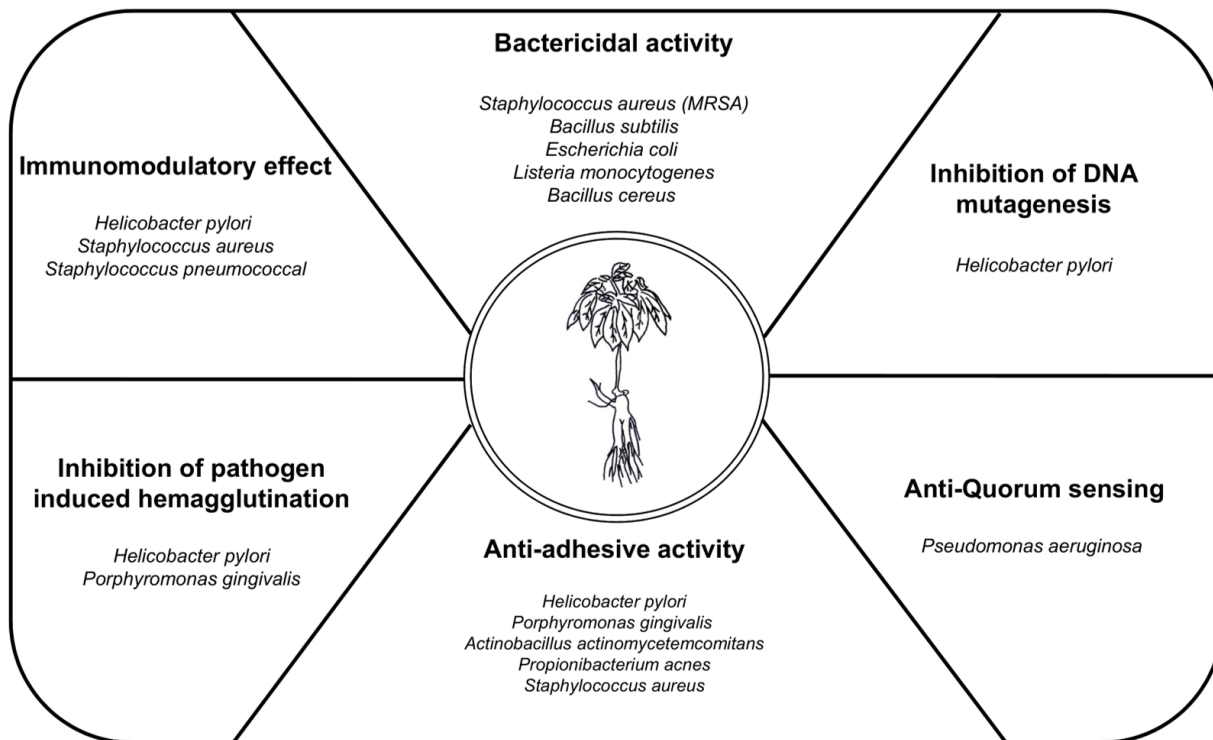 Bactericidal activity
Staphylococcus aureus (MRSA)
Bacillus subtilis
Escherichia coli
Listeria monocytogenes
Bacillus cereus
Immunomodulatory effect
Helicobacter pylori
Staphylococcus aureus
Staphylococcus pneumococcal
Inhibition of DNA
mutagenesis
Helicobacter pylori
Inhibition of pathogen
induced hemagglutination
Helicobacter pylori
Porphyromonas gingivalis
Anti-adhesive activity
Helicobacter pylori
Porphyromonas gingivalis
Actinobacillus actinomycetemcomitans
Propionibacterium acnes
Staphylococcus aureus
Anti-Quorum sensing
Pseudomonas aeruginosa